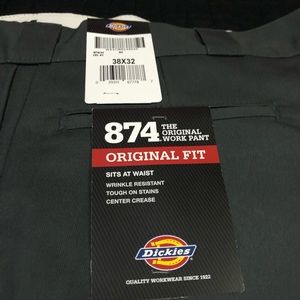 Dickies
38X32
874 THE ORIGINAL WORK PANT
ORIGINAL FIT
SITS AT WAIST
WRINKLE RESISTANT
TOUGH ON STAINS
CENTER CREASE
Dickies
QUALITY WORKWEAR SINCE 1922